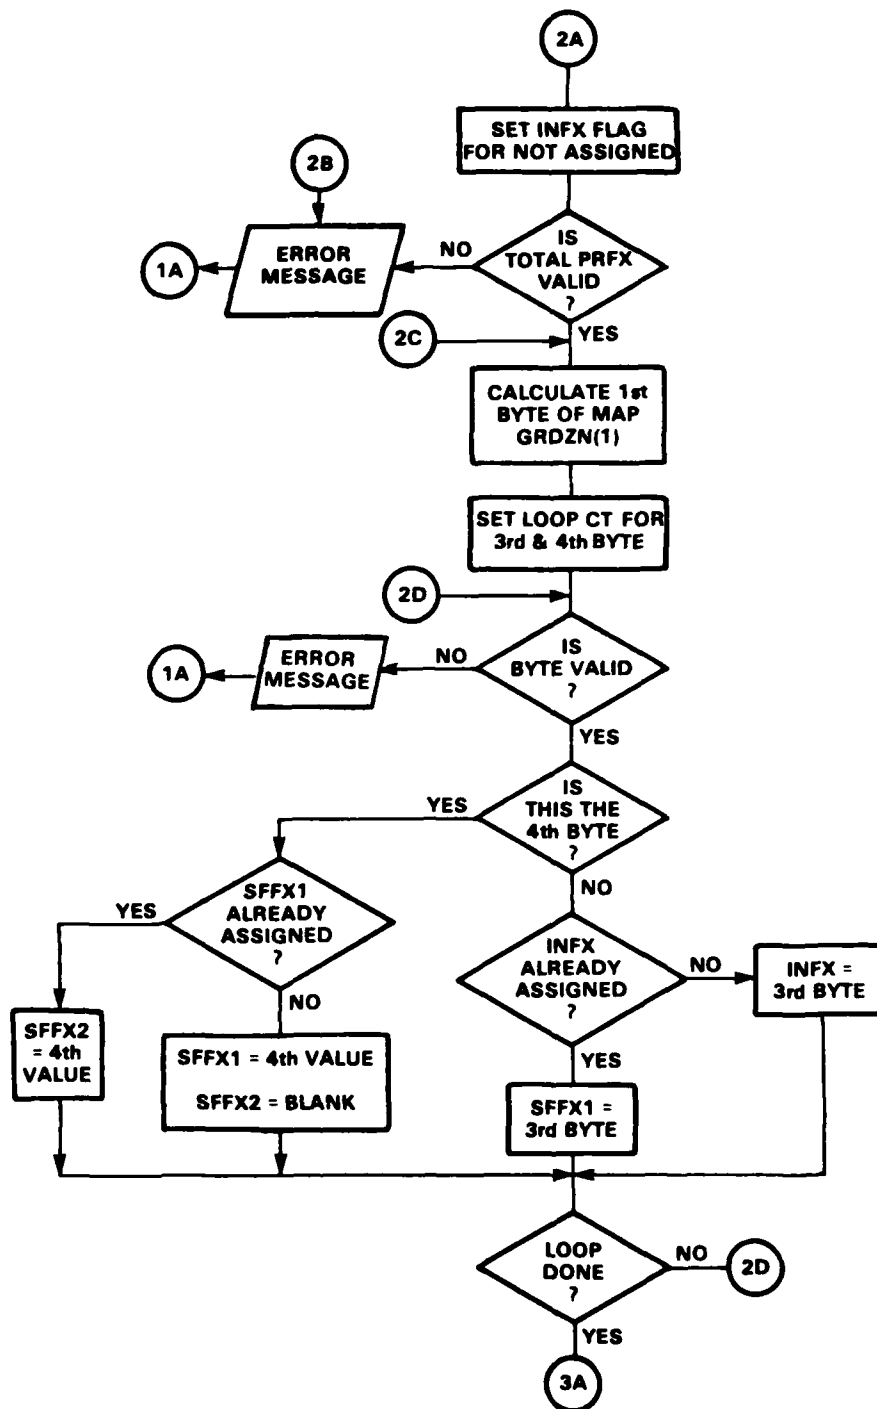 2A
SET INFX FLAG
FOR NOT ASSIGNED
2B
IS
TOTAL PRFX
VALID
?
NO
ERROR
MESSAGE
1A
YES
2C
CALCULATE 1st
BYTE OF MAP
GRDZN(1)
SET LOOP CT FOR
3rd & 4th BYTE
2D
IS
BYTE VALID
?
NO
ERROR
MESSAGE
1A
YES
IS
THIS THE
4th BYTE
?
YES
NO
SFFX1
ALREADY
ASSIGNED
?
YES
NO
INFX
ALREADY
ASSIGNED
?
NO
INFX =
3rd BYTE
YES
SFFX2
= 4th
VALUE
SFFX1 = 4th VALUE
SFFX2 = BLANK
SFFX1 =
3rd BYTE
LOOP
DONE
?
NO
2D
YES
3A